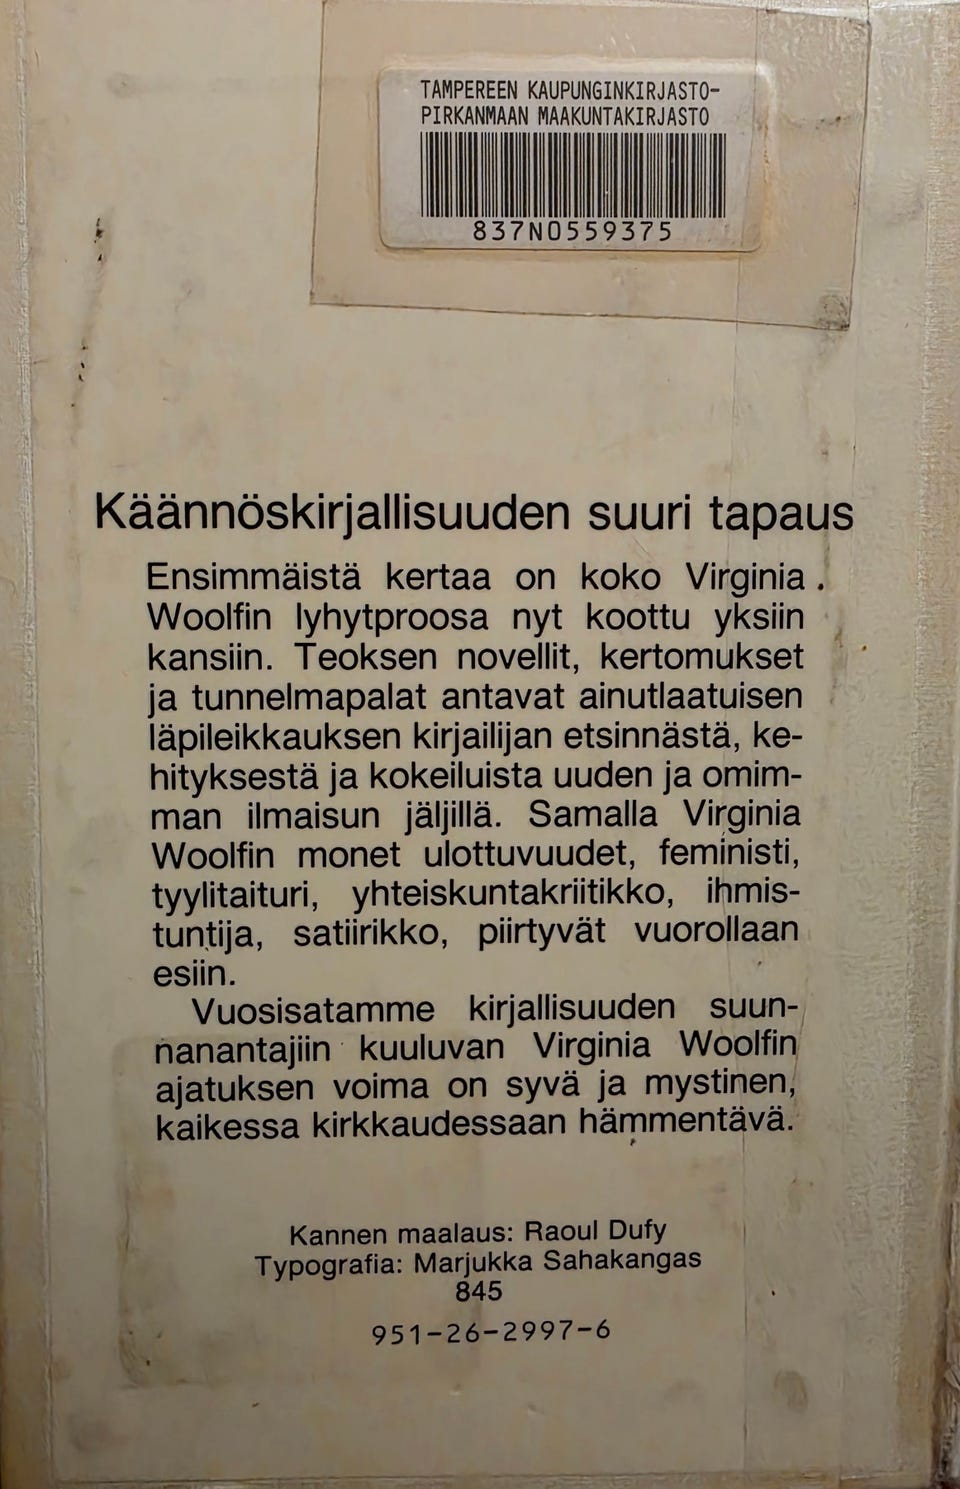 TAMPEREEN KAUPUNGINKIRJASTO-
PIRKANMAAN MAAKUNTAKIRJASTO
837N0559375
Käännöskirjallisuuden suuri tapaus
Ensimmäistä kertaa on koko Virginia
Woolfin lyhytproosa nyt koottu yksiin
kansiin. Teoksen novellit, kertomukset
ja tunnelmapalat antavat ainutlaatuisen
läpileikkauksen kirjailijan etsinnästä, ke-
hityksestä ja kokeiluista uuden ja omim-
man ilmaisun jäljillä. Samalla Virginia
Woolfin monet ulottuvuudet, feministi,
tyylitaituri, yhteiskuntakriitikko, ihmis-
tuntija, satiirikko, piirtyvät vuorollaan
esiin.
Vuosisatamme kirjallisuuden suun-
nanantajiin kuuluvan Virginia Woolfin
ajatuksen voima on syvä ja mystinen,
kaikessa kirkkaudessaan hämmentävä.
Kannen maalaus: Raoul Dufy
Typografia: Marjukka Sahakangas
845
951-26-2997-6